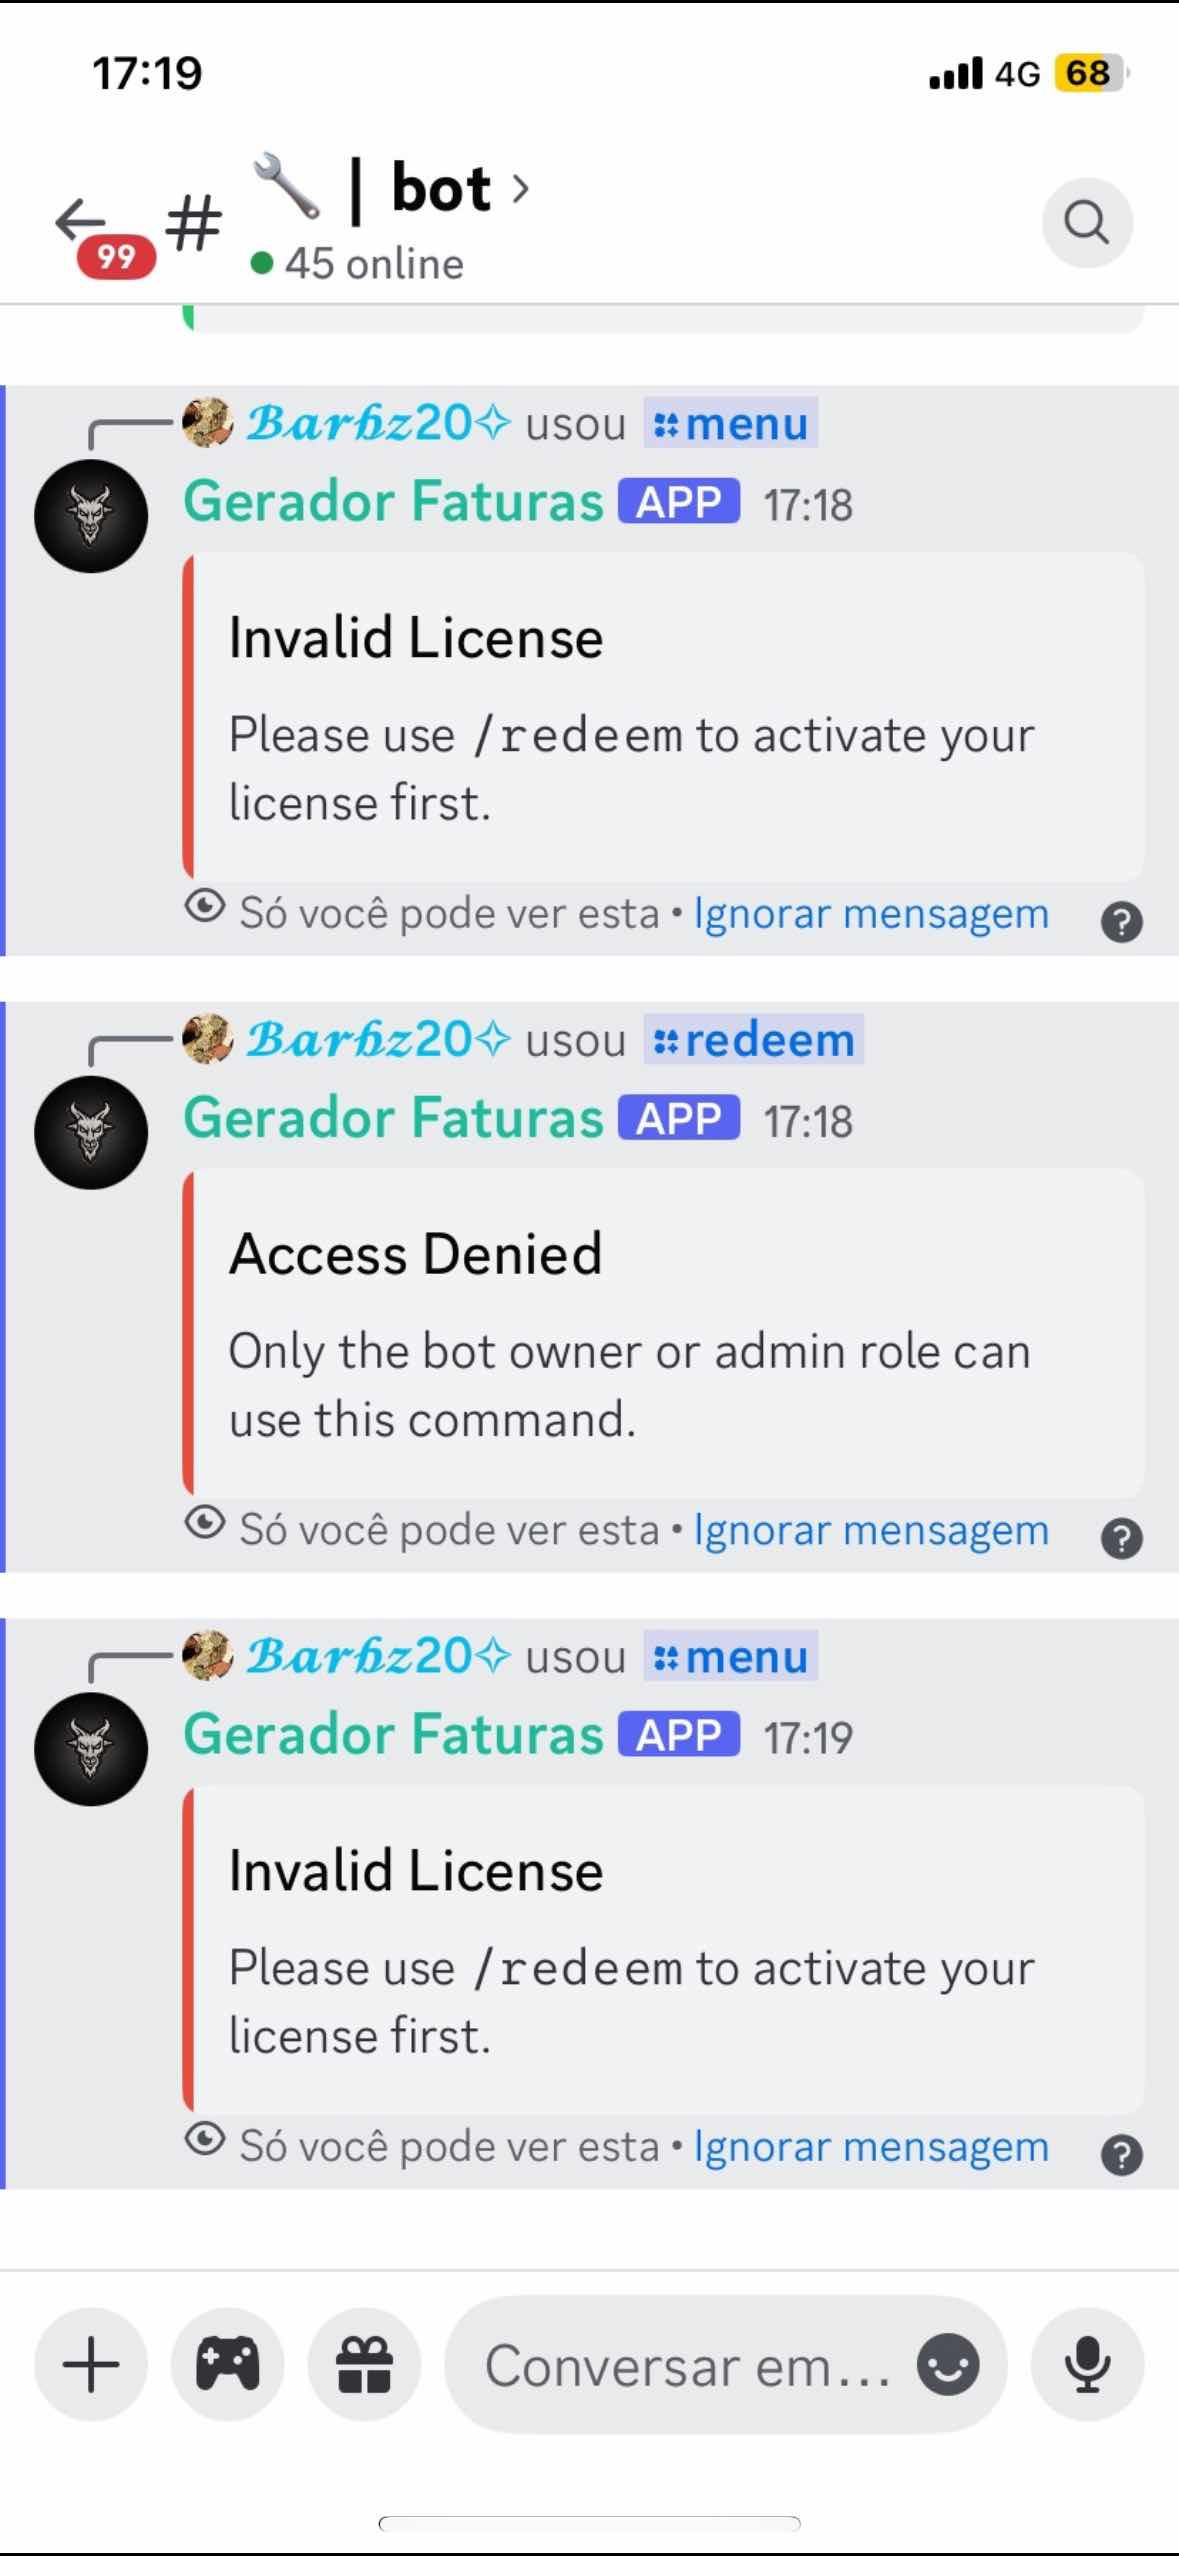 17:19
4G 68
99
# 🔧 | bot ›
45 online
Barbz20✧ usou menu
Gerador Faturas APP 17:18
Invalid License
Please use /redeem to activate your
license first.
Só você pode ver esta • Ignorar mensagem
?
Barbz20✧ usou redeem
Gerador Faturas APP 17:18
Access Denied
Only the bot owner or admin role can
use this command.
Só você pode ver esta • Ignorar mensagem
?
Barbz20✧ usou menu
Gerador Faturas APP 17:19
Invalid License
Please use /redeem to activate your
license first.
Só você pode ver esta • Ignorar mensagem
?
Conversar em...